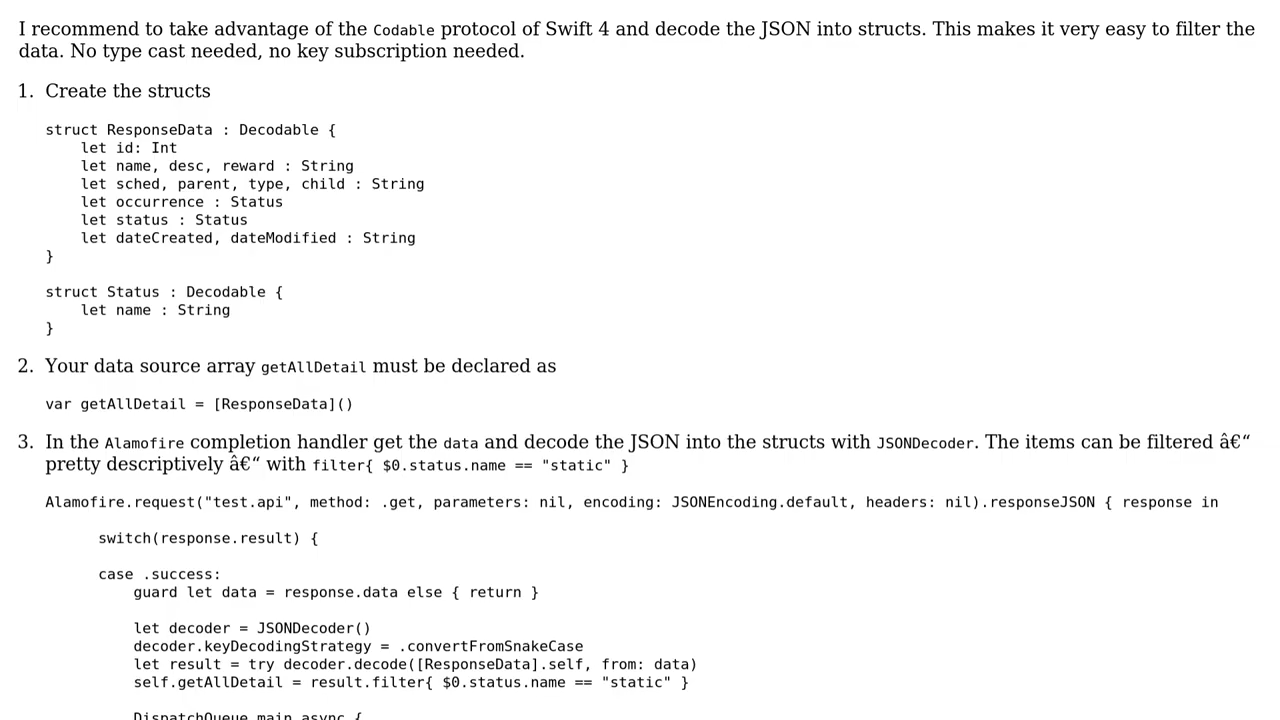 I recommend to take advantage of the Codable protocol of Swift 4 and decode the JSON into structs. This makes it very easy to filter the
data. No type cast needed, no key subscription needed.
1. Create the structs
struct ResponseData : Decodable {
    let id: Int
    let name, desc, reward : String
    let sched, parent, type, child : String
    let occurrence : Status
    let status : Status
    let dateCreated, dateModified : String
}
struct Status : Decodable {
    let name : String
}
2. Your data source array getAllDetail must be declared as
var getAllDetail = [ResponseData]()
3. In the Alamofire completion handler get the data and decode the JSON into the structs with JSONDecoder. The items can be filtered â€“
pretty descriptively â€“ with filter{ $0.status.name == "static" }
Alamofire.request("test.api", method: .get, parameters: nil, encoding: JSONEncoding.default, headers: nil).responseJSON { response in
      switch(response.result) {
      case .success:
          guard let data = response.data else { return }
          let decoder = JSONDecoder()
          decoder.keyDecodingStrategy = .convertFromSnakeCase
          let result = try decoder.decode([ResponseData].self, from: data)
          self.getAllDetail = result.filter{ $0.status.name == "static" }
          DispatchQueue.main.async {